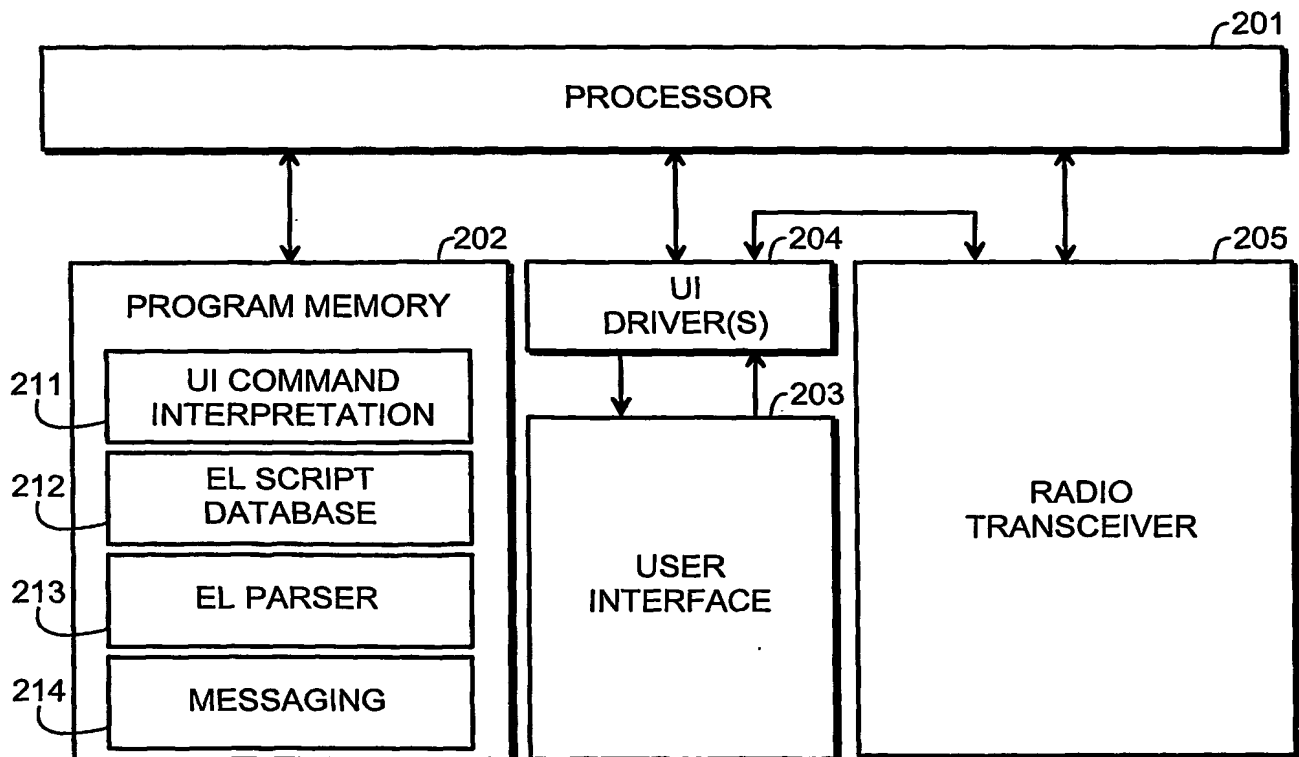 201
PROCESSOR
202
204
205
PROGRAM MEMORY
UI
DRIVER(S)
211
UI COMMAND
INTERPRETATION
203
212
EL SCRIPT
DATABASE
RADIO
TRANSCEIVER
USER
INTERFACE
213
EL PARSER
214
MESSAGING